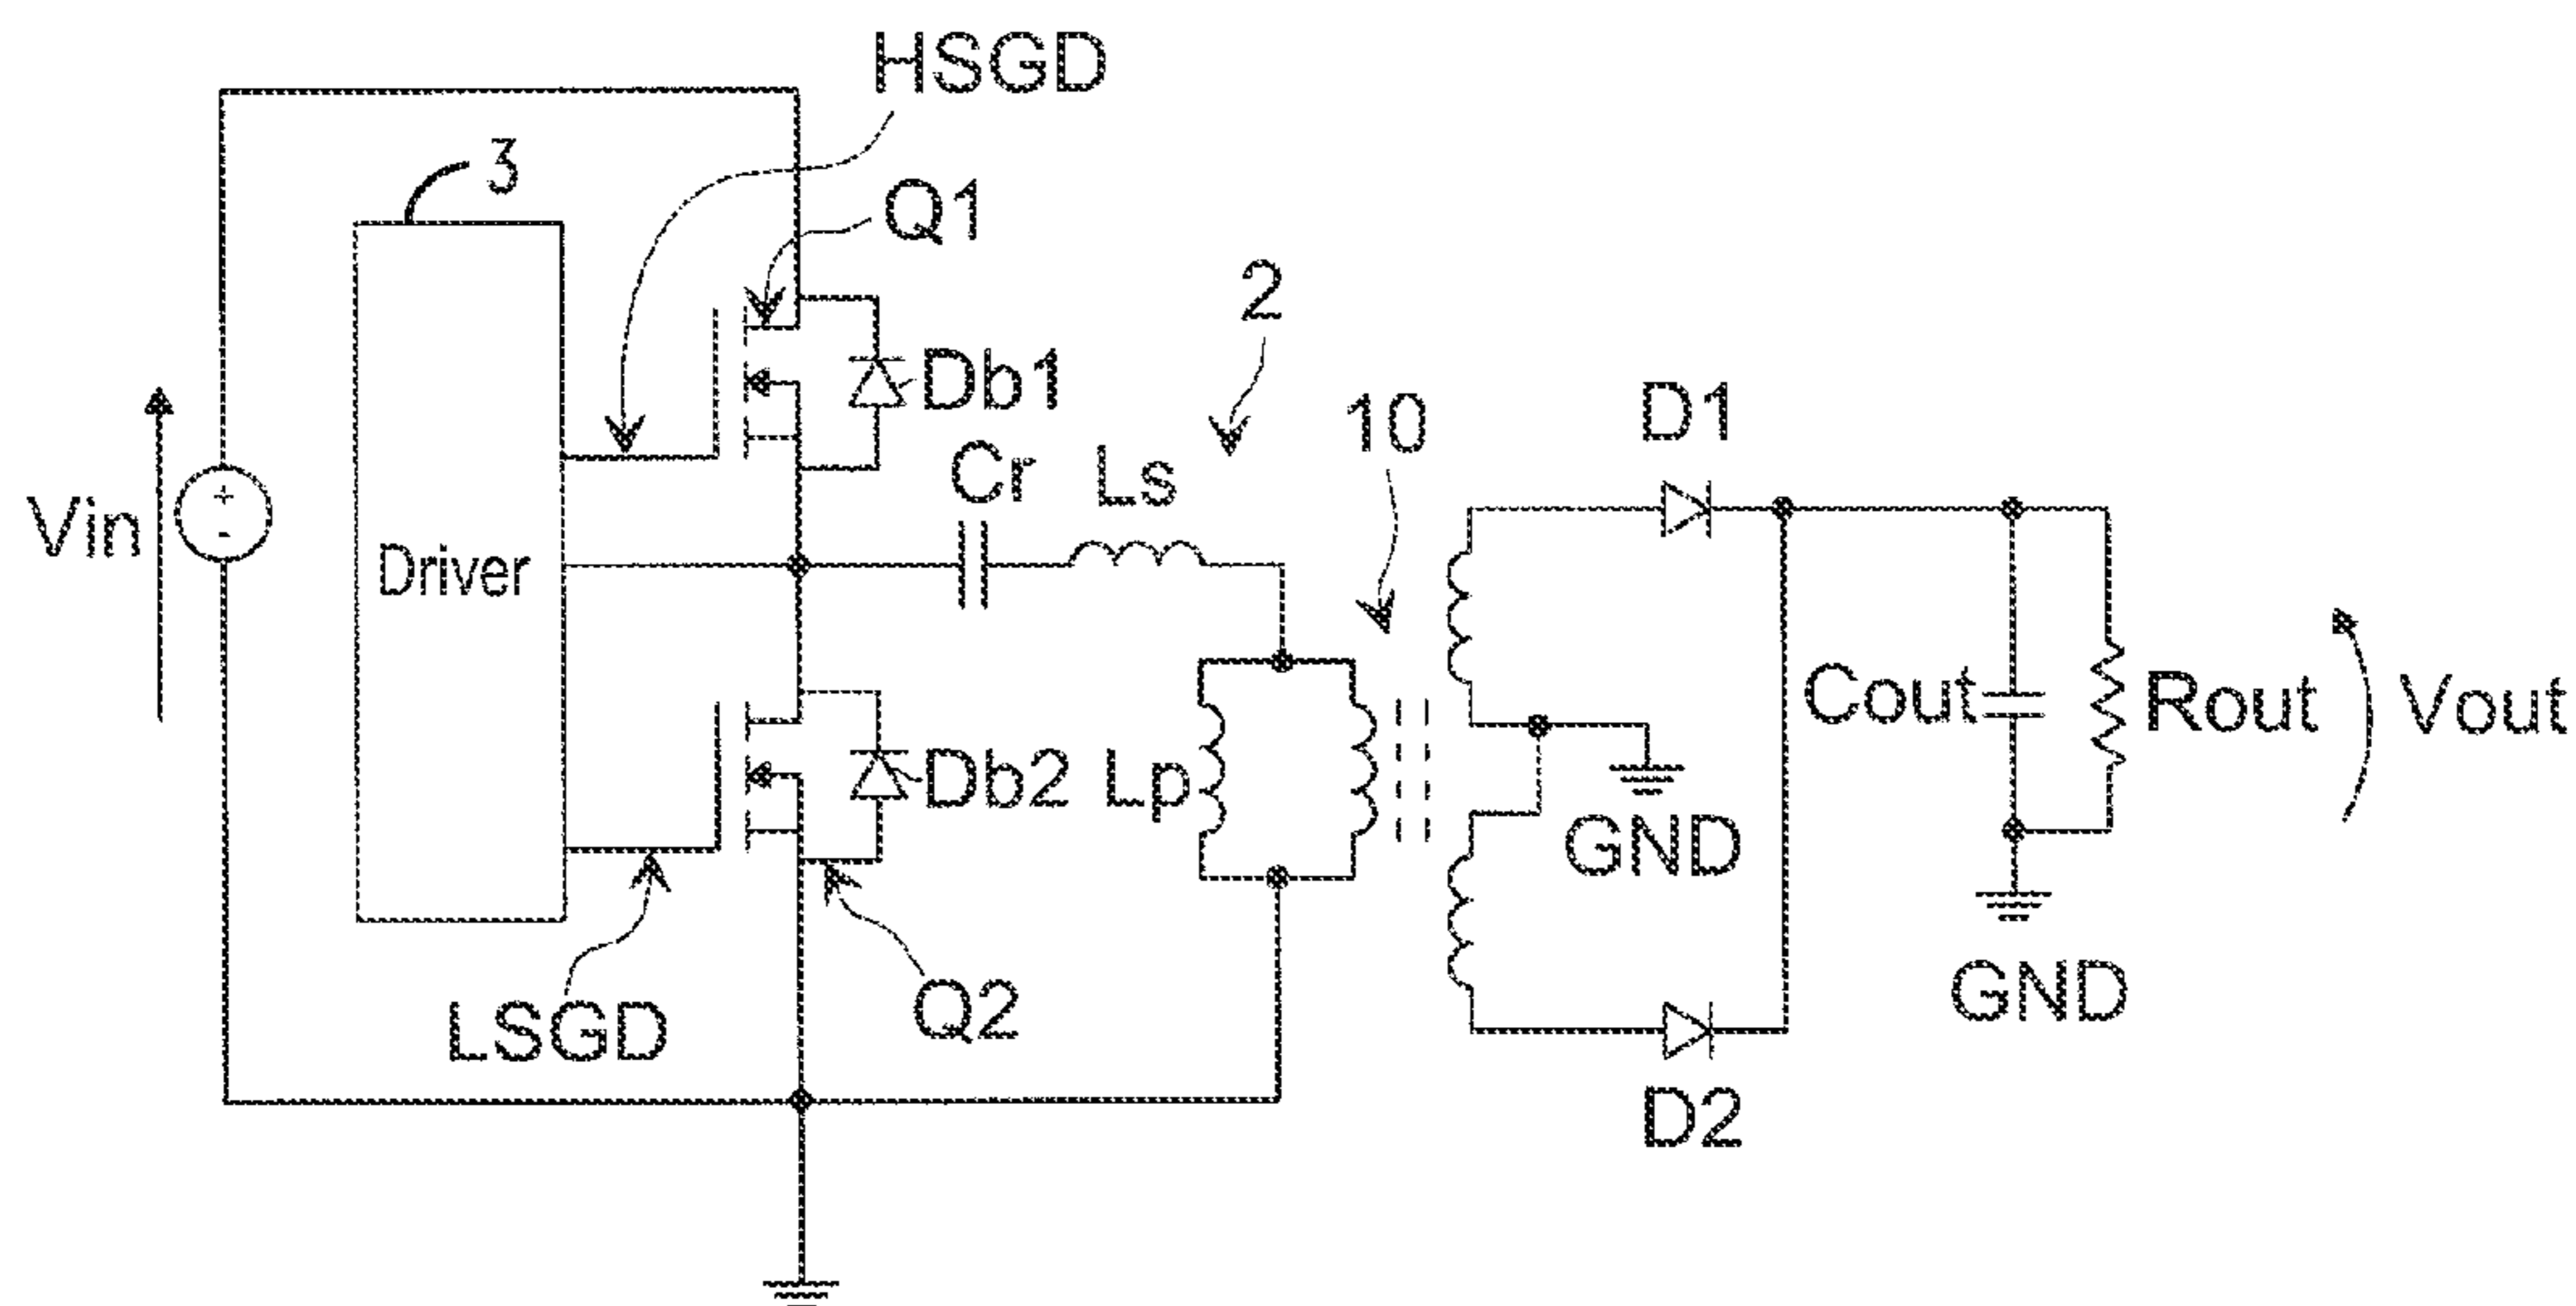 HSGD
3
Q1
2
Db1
10
D1
Cr
Ls
Vin
+
-
Driver
Db2
Lp
Cout
Rout
Vout
GND
LSGD
Q2
GND
D2